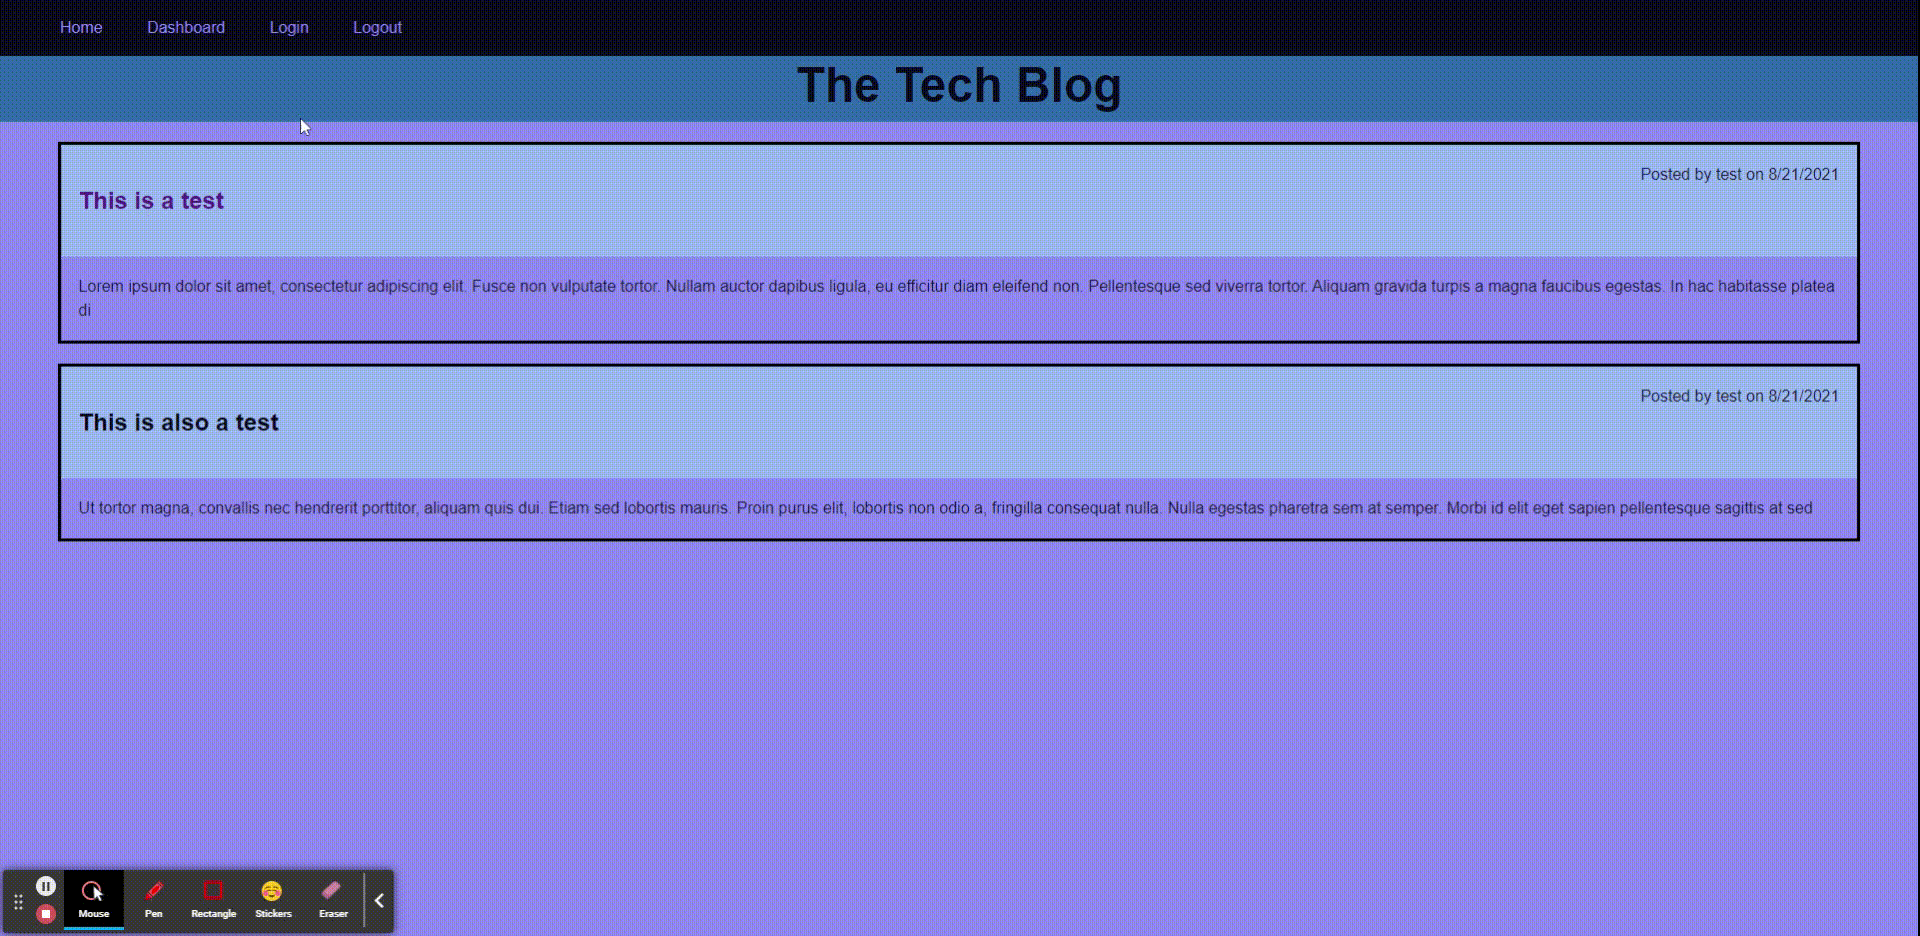 Home Dashboard Login Logout
The Tech Blog
Posted by test on 8/21/2021
This is a test
Lorem ipsum dolor sit amet, consectetur adipiscing elit. Fusce non vulputate tortor. Nullam auctor dapibus ligula, eu efficitur diam eleifend non. Pellentesque sed viverra tortor. Aliquam gravida turpis a magna faucibus egestas. In hac habitasse platea
di
Posted by test on 8/21/2021
This is also a test
Ut tortor magna, convallis nec hendrerit porttitor, aliquam quis dui. Etiam sed lobortis mauris. Proin purus elit, lobortis non odio a, fringilla consequat nulla. Nulla egestas pharetra sem at semper. Morbi id elit eget sapien pellentesque sagittis at sed
Mouse Pen Rectangle Stickers Eraser